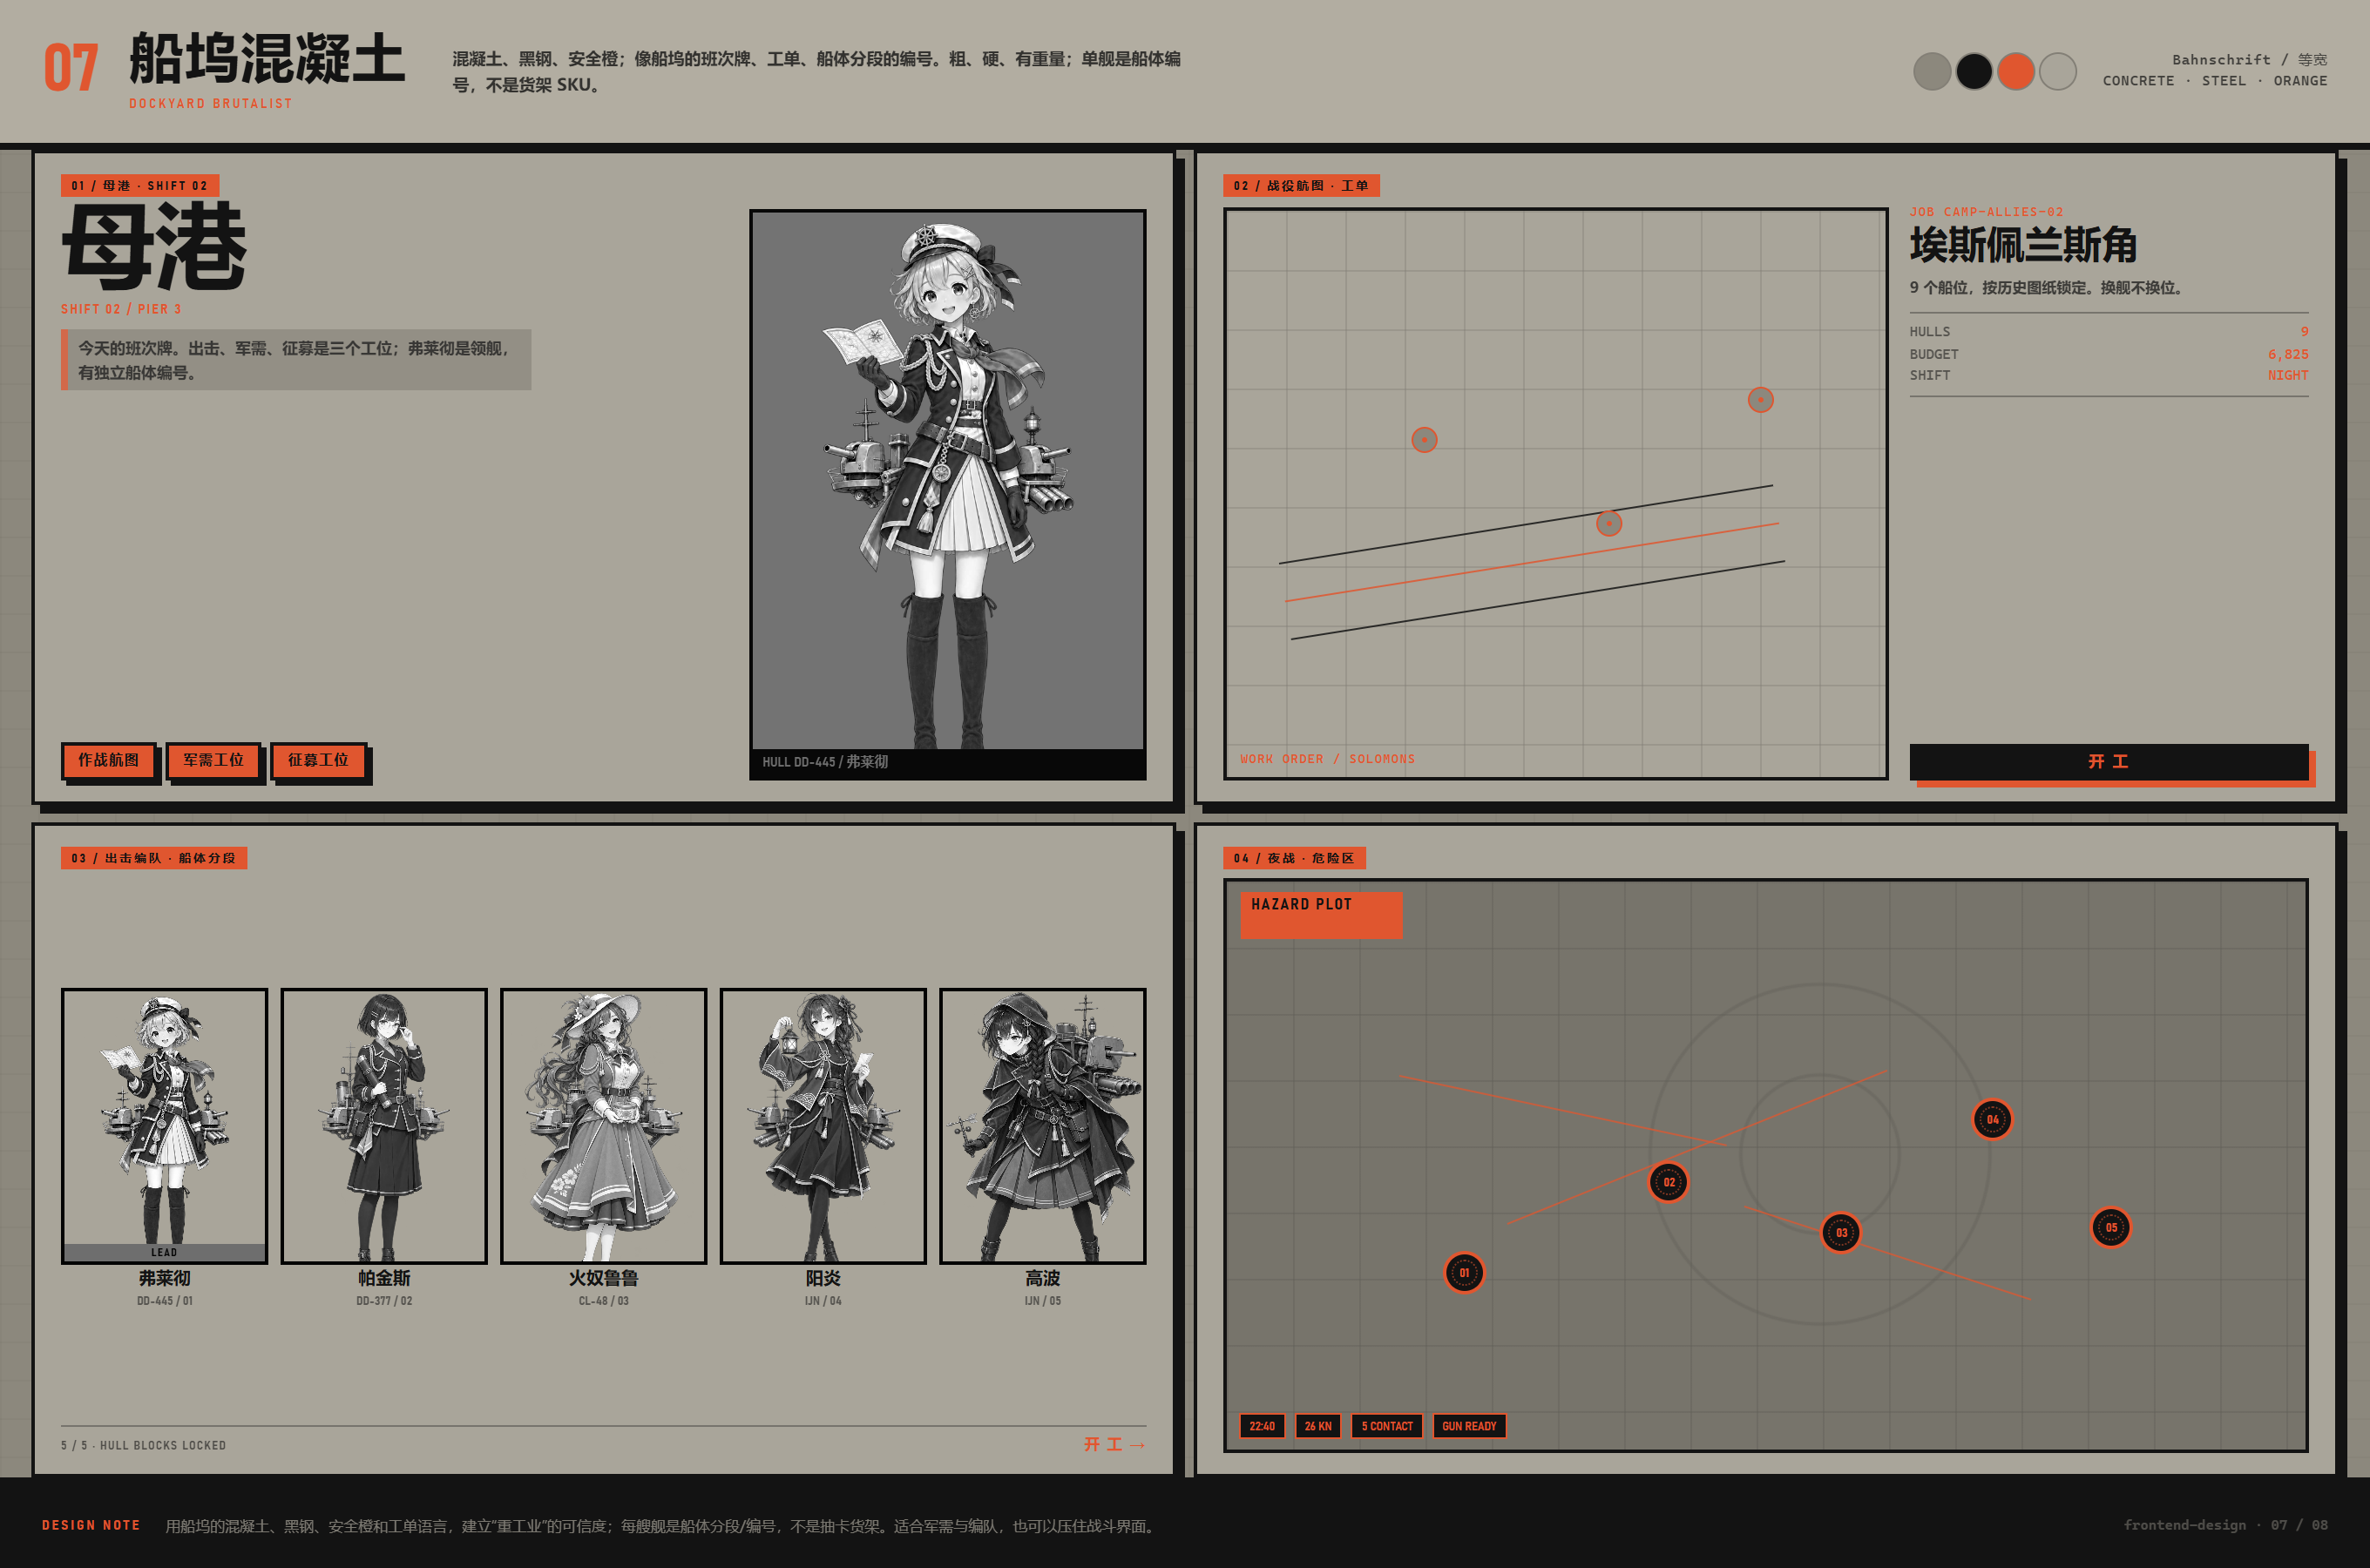 07
船坞混凝土
DOCKYARD BRUTALIST
混凝土、黑钢、安全橙；像船坞的班次牌、工单、船体分段的编号。粗、硬、有重量；单舰是船体编
号，不是货架 SKU。
Bahnschrift / 等宽
CONCRETE · STEEL · ORANGE
01 / 母港 · SHIFT 02
母港
SHIFT 02 / PIER 3
今天的班次牌。出击、军需、征募是三个工位；弗莱彻是领舰，
有独立船体编号。
作战航图
军需工位
征募工位
HULL DD-445 / 弗莱彻
02 / 战役航图 · 工单
WORK ORDER / SOLOMONS
JOB CAMP-ALLIES-02
埃斯佩兰斯角
9 个船位，按历史图纸锁定。换舰不换位。
HULLS 9
BUDGET 6,825
SHIFT NIGHT
开工
03 / 出击编队 · 船体分段
LEAD
弗莱彻
DD-445 / 01
帕金斯
DD-377 / 02
火奴鲁鲁
CL-48 / 03
阳炎
IJN / 04
高波
IJN / 05
5 / 5 · HULL BLOCKS LOCKED
开工 →
04 / 夜战 · 危险区
HAZARD PLOT
04
02
03
05
01
22:40
26 KN
5 CONTACT
GUN READY
DESIGN NOTE
用船坞的混凝土、黑钢、安全橙和工单语言，建立“重工业”的可信度；每艘舰是船体分段/编号，不是抽卡货架。适合军需与编队，也可以压住战斗界面。
frontend-design · 07 / 08